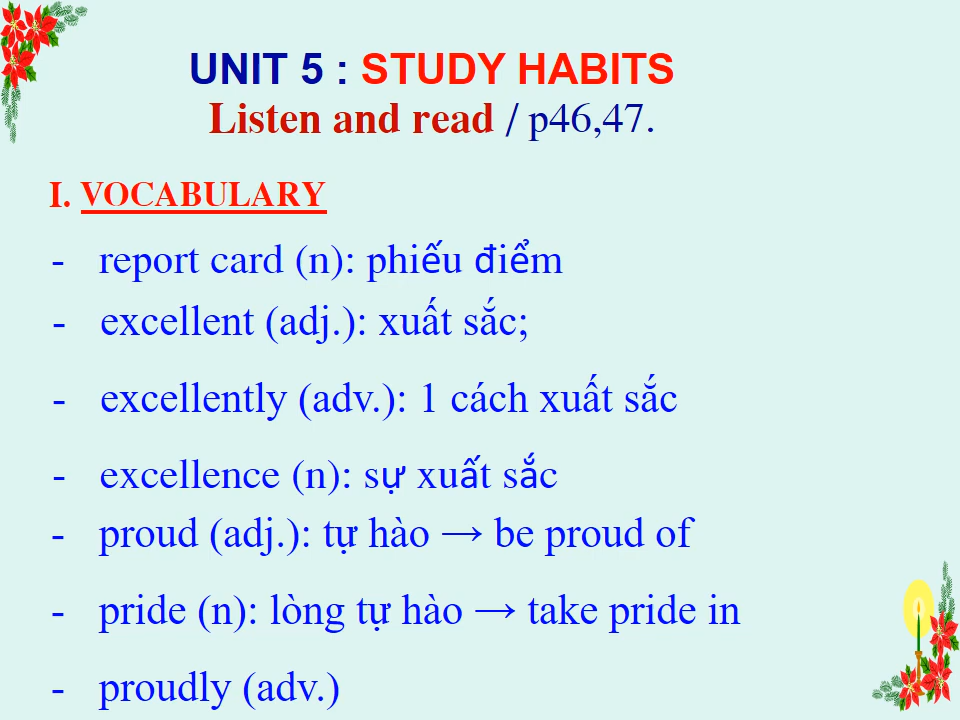 UNIT 5 : STUDY HABITS
Listen and read / p46,47.
I. VOCABULARY
- report card (n): phiếu điểm
- excellent (adj.): xuất sắc;
- excellently (adv.): 1 cách xuất sắc
- excellence (n): sự xuất sắc
- proud (adj.): tự hào → be proud of
- pride (n): lòng tự hào → take pride in
- proudly (adv.)